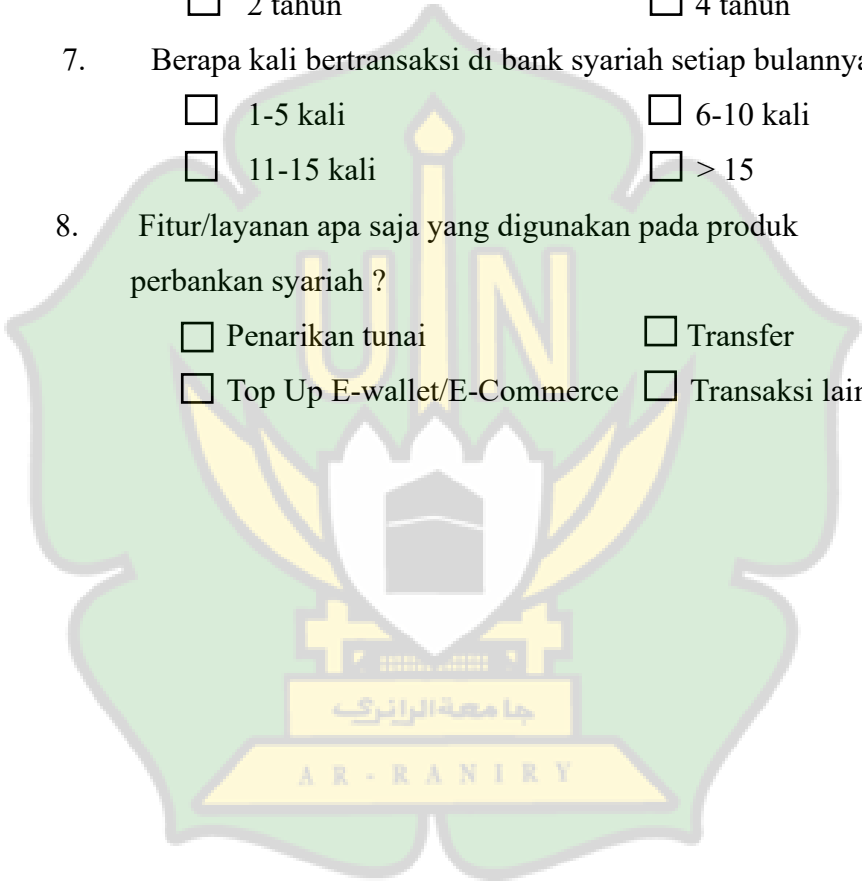 ☐ 2 tahun ☐ 4 tahun
7. Berapa kali bertransaksi di bank syariah setiap bulannya
☐ 1-5 kali ☐ 6-10 kali
☐ 11-15 kali ☐ > 15
8. Fitur/layanan apa saja yang digunakan pada produk
perbankan syariah ?
☐ Penarikan tunai ☐ Transfer
☐ Top Up E-wallet/E-Commerce ☐ Transaksi lain
UIN
جامعة الرانرك
AR-RANIRY